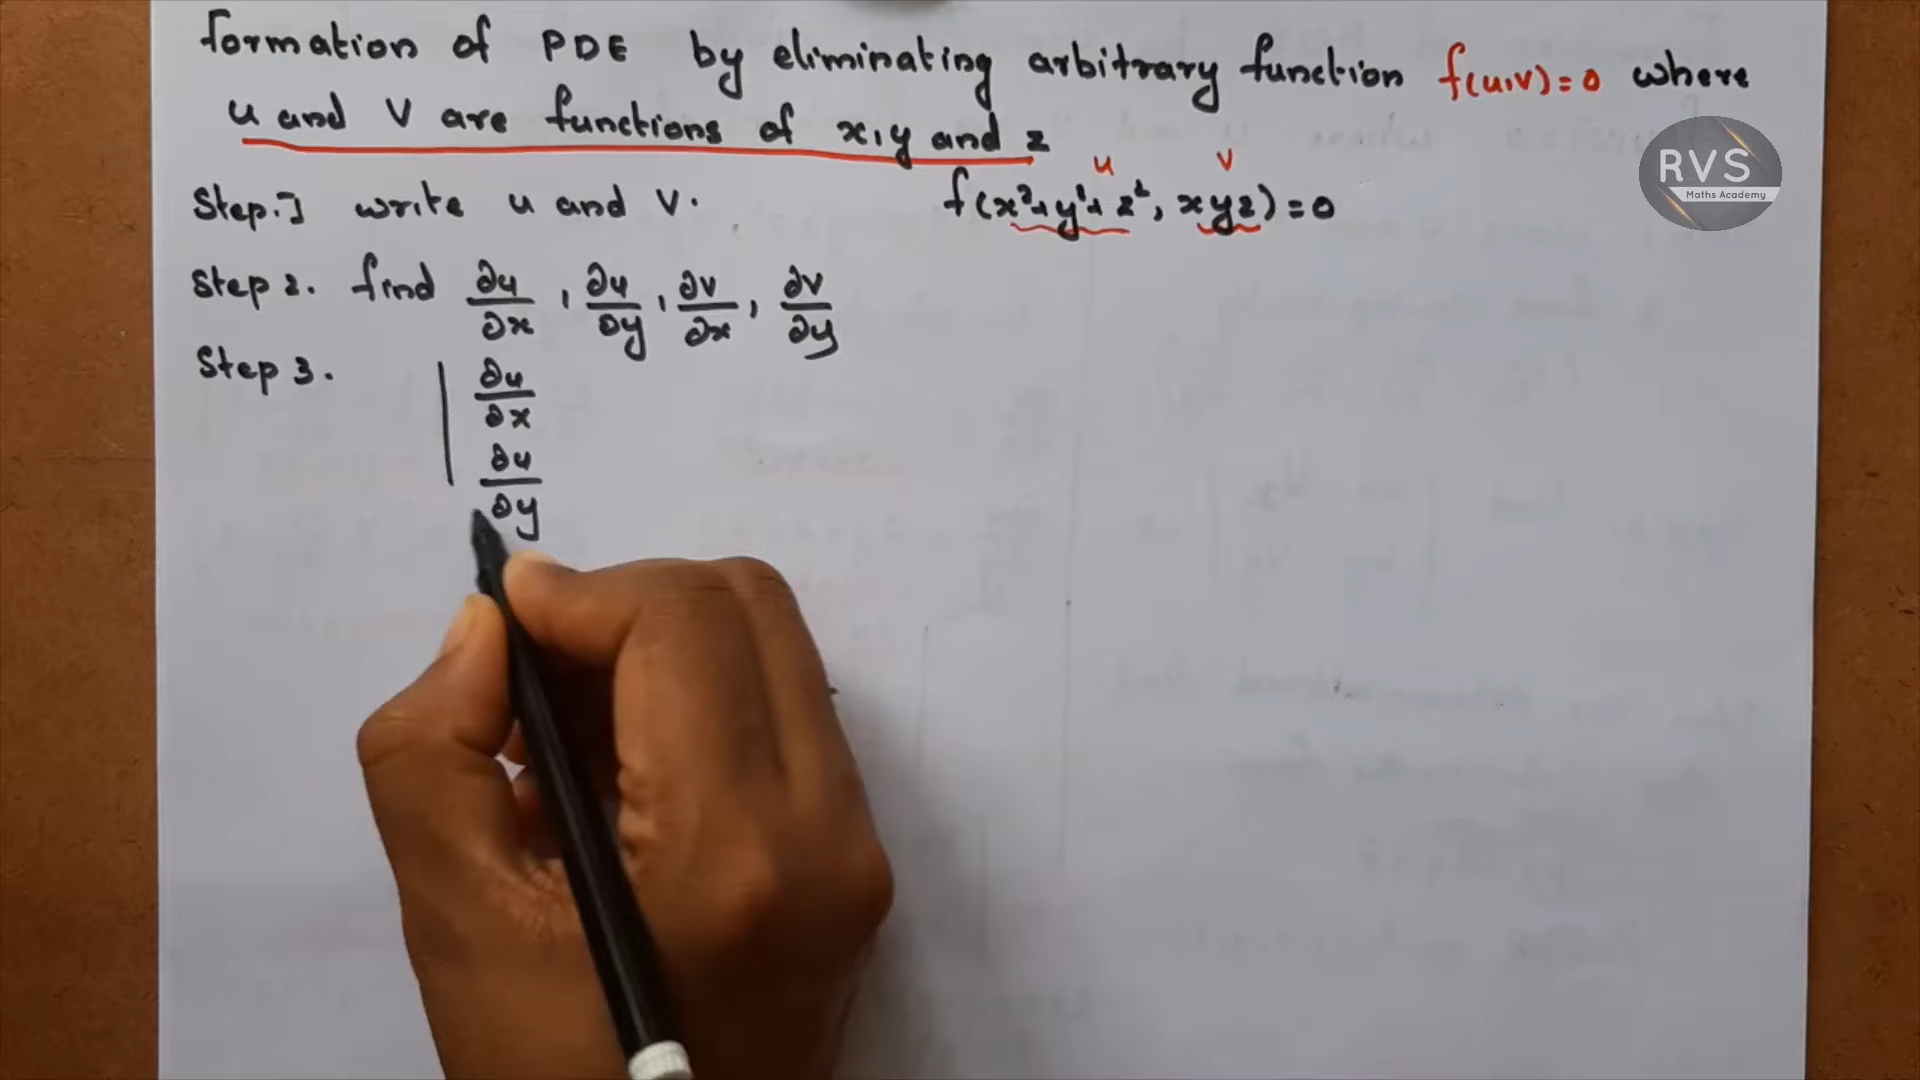 Formation of PDE by eliminating arbitrary function f(u,v)=0 where
u and v are functions of x,y and z
u v
Step.1 write u and v. f(x²+y²+z², xyz)=0
Step 2. find ∂u/∂x, ∂u/∂y, ∂v/∂x, ∂v/∂y
Step 3. | ∂u/∂x
∂u/∂y
RVS
Maths Academy